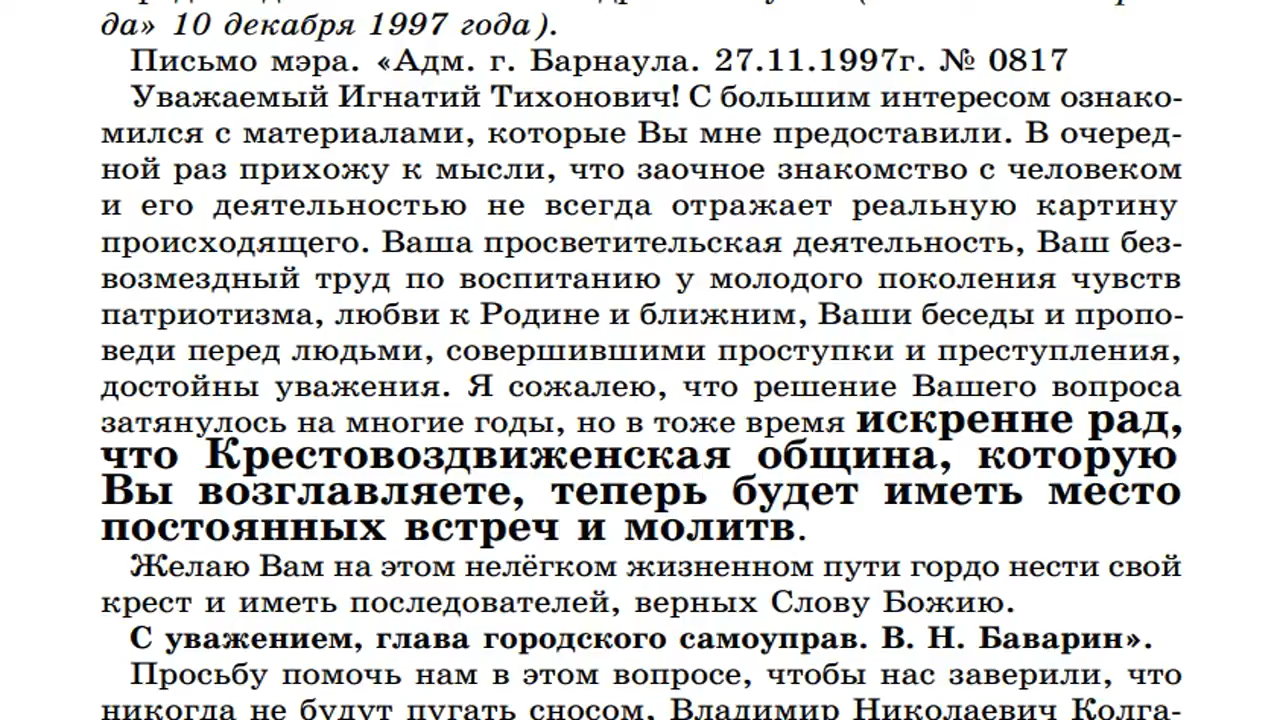 да» 10 декабря 1997 года).
Письмо мэра. «Адм. г. Барнаула. 27.11.1997г. № 0817
Уважаемый Игнатий Тихонович! С большим интересом ознако-
мился с материалами, которые Вы мне предоставили. В очеред-
ной раз прихожу к мысли, что заочное знакомство с человеком
и его деятельностью не всегда отражает реальную картину
происходящего. Ваша просветительская деятельность, Ваш без-
возмездный труд по воспитанию у молодого поколения чувств
патриотизма, любви к Родине и ближним, Ваши беседы и пропо-
веди перед людьми, совершившими проступки и преступления,
достойны уважения. Я сожалею, что решение Вашего вопроса
затянулось на многие годы, но в тоже время искренне рад,
что Крестовоздвиженская община, которую
Вы возглавляете, теперь будет иметь место
постоянных встреч и молитв.
Желаю Вам на этом нелёгком жизненном пути гордо нести свой
крест и иметь последователей, верных Слову Божию.
С уважением, глава городского самоуправ. В. Н. Баварин».
Просьбу помочь нам в этом вопросе, чтобы нас заверили, что
никогда не будут пугать сносом, Владимир Николаевич Колга-